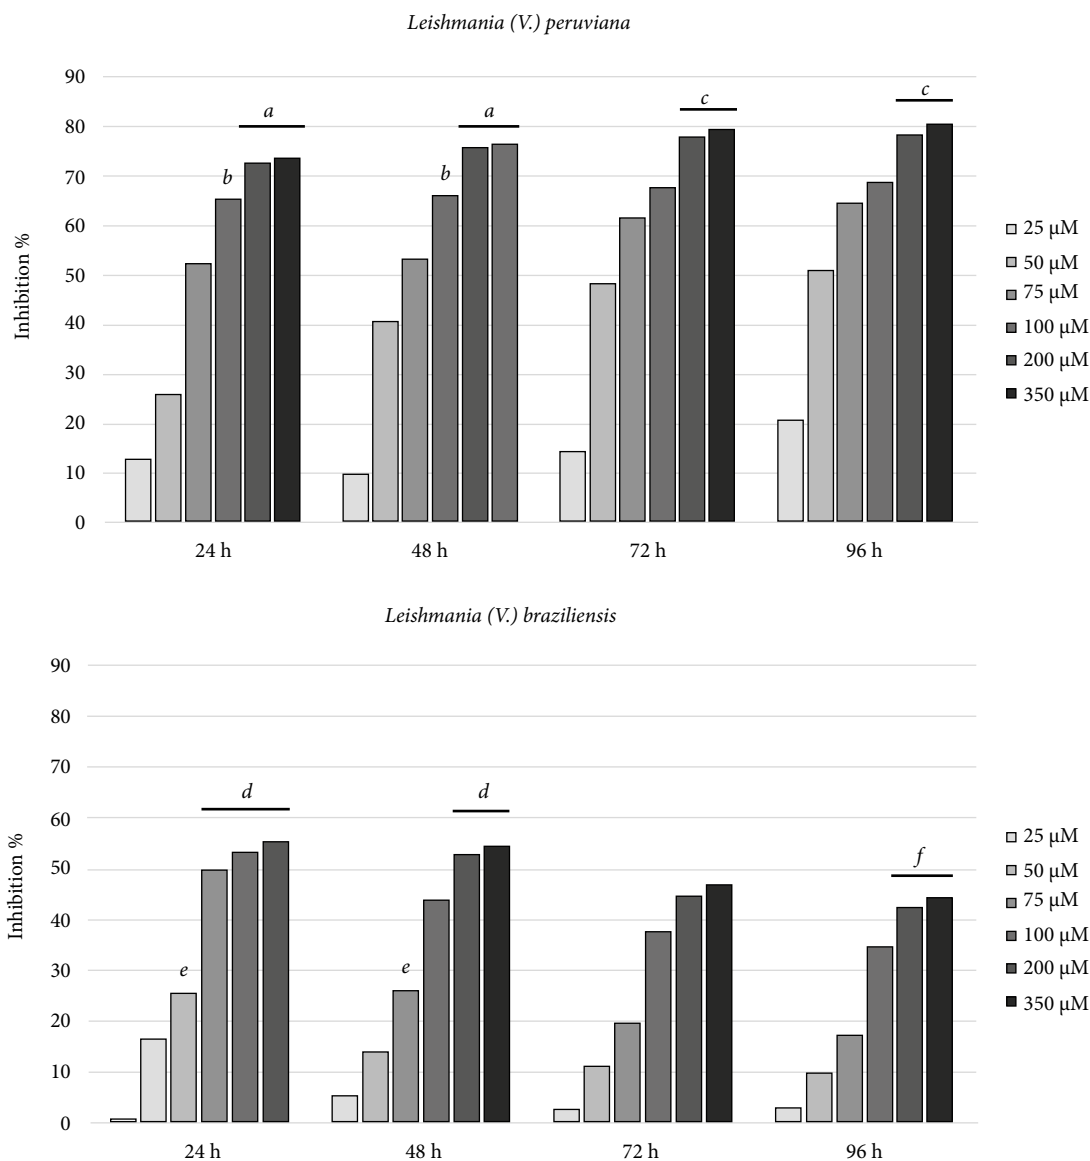 Leishmania (V.) peruviana
Inhibition %
90
80
70
60
50
40
30
20
10
0
a
b
a
b
c
c
24 h
48 h
72 h
96 h
25 µM
50 µM
75 µM
100 µM
200 µM
350 µM
Leishmania (V.) braziliensis
Inhibition %
90
80
70
60
50
40
30
20
10
0
d
e
d
e
f
24 h
48 h
72 h
96 h
25 µM
50 µM
75 µM
100 µM
200 µM
350 µM